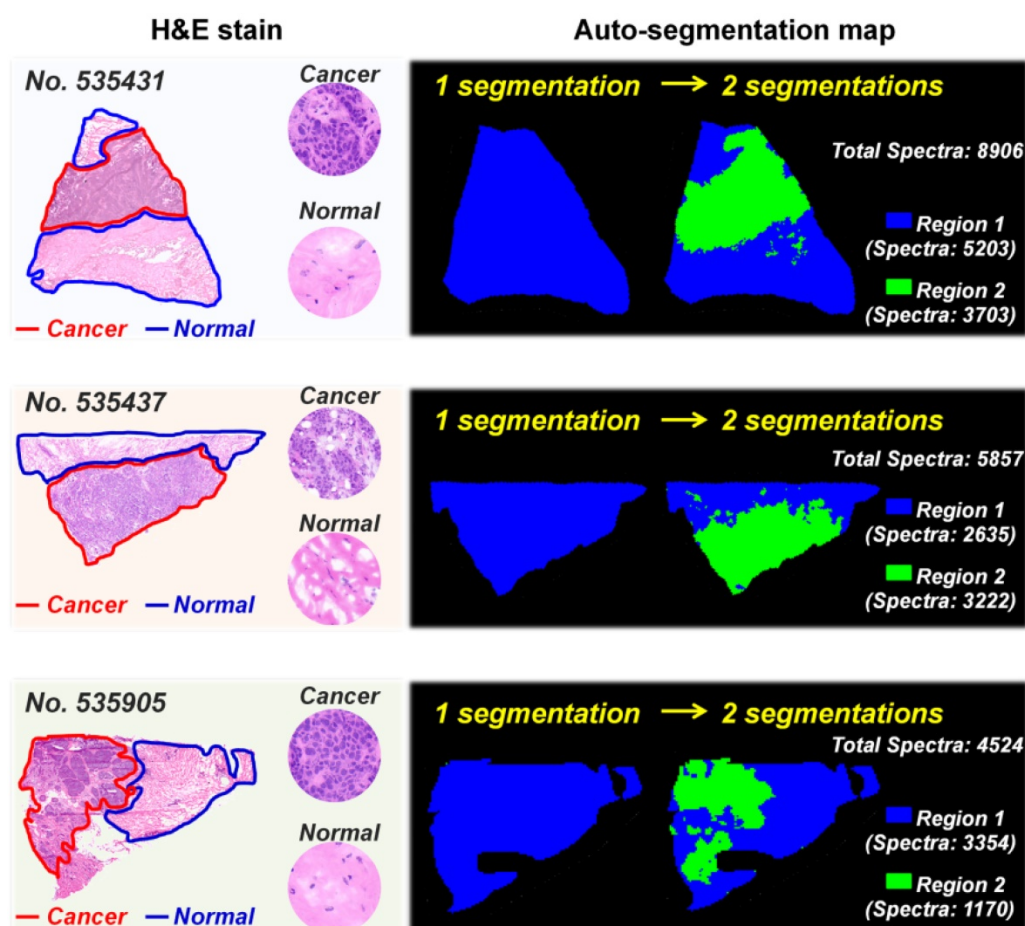 H&E stain
Auto-segmentation map
No. 535431
Cancer
Normal
Cancer
Normal
1 segmentation → 2 segmentations
Total Spectra: 8906
Region 1
(Spectra: 5203)
Region 2
(Spectra: 3703)
No. 535437
Cancer
Normal
Cancer
Normal
1 segmentation → 2 segmentations
Total Spectra: 5857
Region 1
(Spectra: 2635)
Region 2
(Spectra: 3222)
No. 535905
Cancer
Normal
Cancer
Normal
1 segmentation → 2 segmentations
Total Spectra: 4524
Region 1
(Spectra: 3354)
Region 2
(Spectra: 1170)